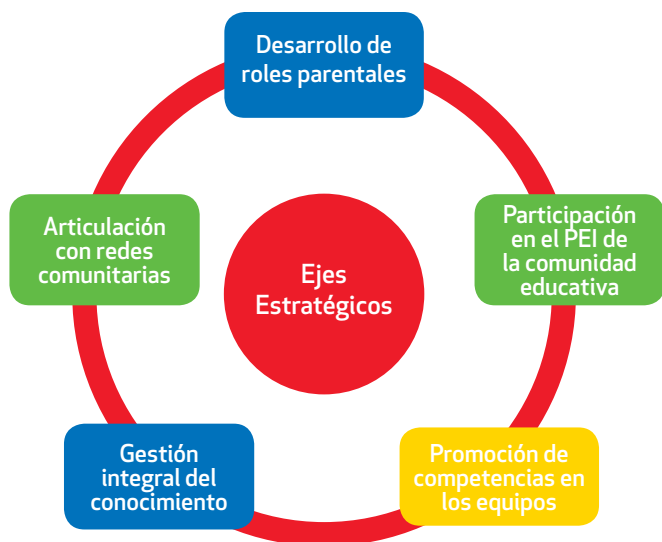 Desarrollo de
roles parentales
Participación
en el PEI de
la comunidad
educativa
Promoción de
competencias en
los equipos
Gestión
integral del
conocimiento
Articulación
con redes
comunitarias
Ejes
Estratégicos